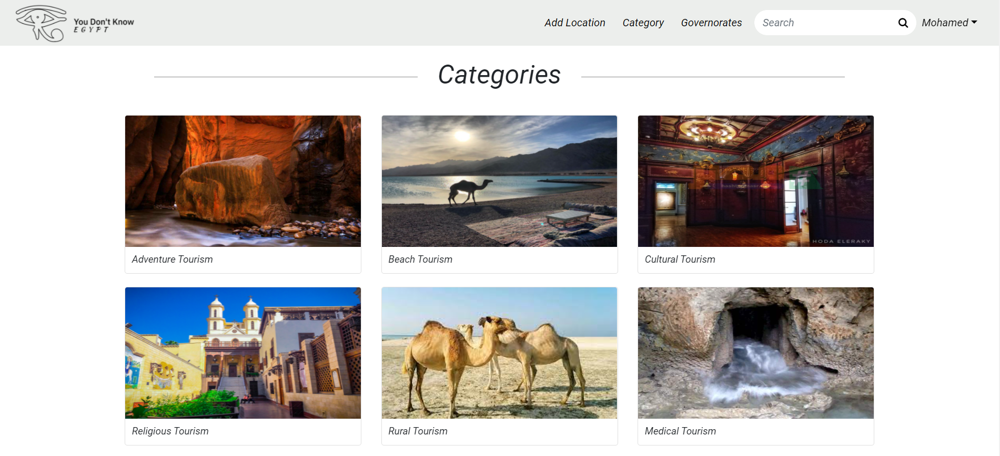 You Don't Know
EGYPT
Add Location Category Governorates Search Mohamed
Categories
HODA ELERAKY
Adventure Tourism Beach Tourism Cultural Tourism
Religious Tourism Rural Tourism Medical Tourism